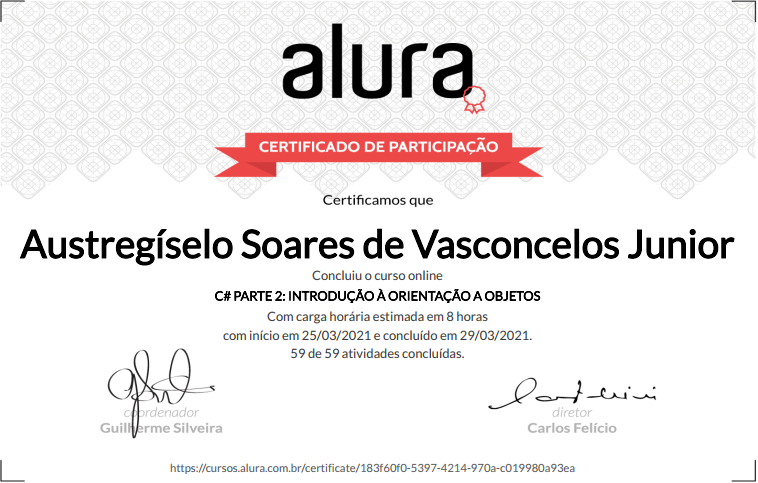 alura
CERTIFICADO DE PARTICIPAÇÃO
Certificamos que
Austregíselo Soares de Vasconcelos Junior
Concluiu o curso online
C# PARTE 2: INTRODUÇÃO À ORIENTAÇÃO A OBJETOS
Com carga horária estimada em 8 horas
com início em 25/03/2021 e concluído em 29/03/2021.
59 de 59 atividades concluídas.
coordenador
Guilherme Silveira
diretor
Carlos Felício
https://cursos.alura.com.br/certificate/183f60f0-5397-4214-970a-c019980a93ea